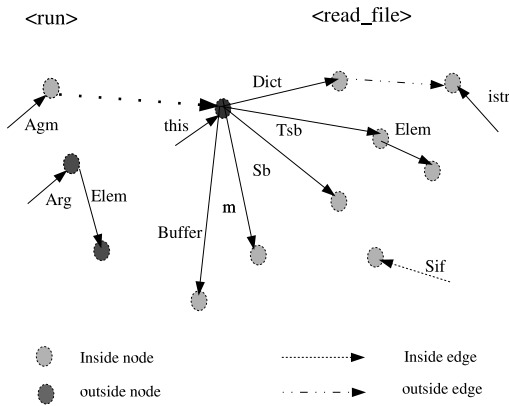 <run>
<read_file>
Dict
istr
Agm
this
Tsb
Elem
Sb
Arg
Elem
m
Buffer
Sif
Inside node
Inside edge
outside node
outside edge